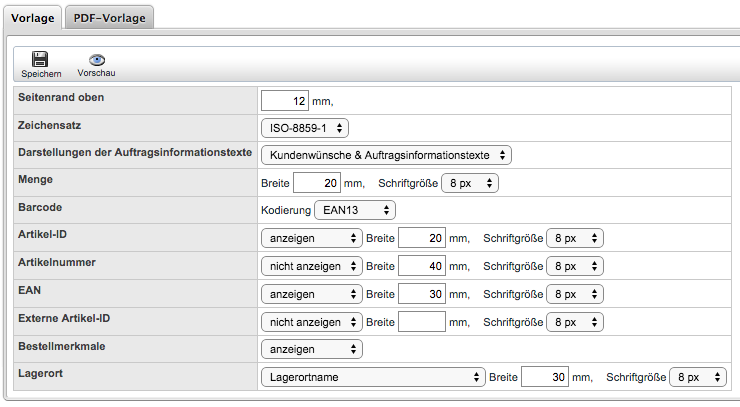 Vorlage PDF-Vorlage
Speichern Vorschau
Seitenrand oben 12 mm,
Zeichensatz ISO-8859-1
Darstellungen der Auftragsinformationstexte Kundenwünsche & Auftragsinformationstexte
Menge Breite 20 mm, Schriftgröße 8 px
Barcode Kodierung EAN13
Artikel-ID anzeigen Breite 20 mm, Schriftgröße 8 px
Artikelnummer nicht anzeigen Breite 40 mm, Schriftgröße 8 px
EAN anzeigen Breite 30 mm, Schriftgröße 8 px
Externe Artikel-ID nicht anzeigen Breite mm, Schriftgröße 8 px
Bestellmerkmale anzeigen
Lagerort Lagerortname Breite 30 mm, Schriftgröße 8 px